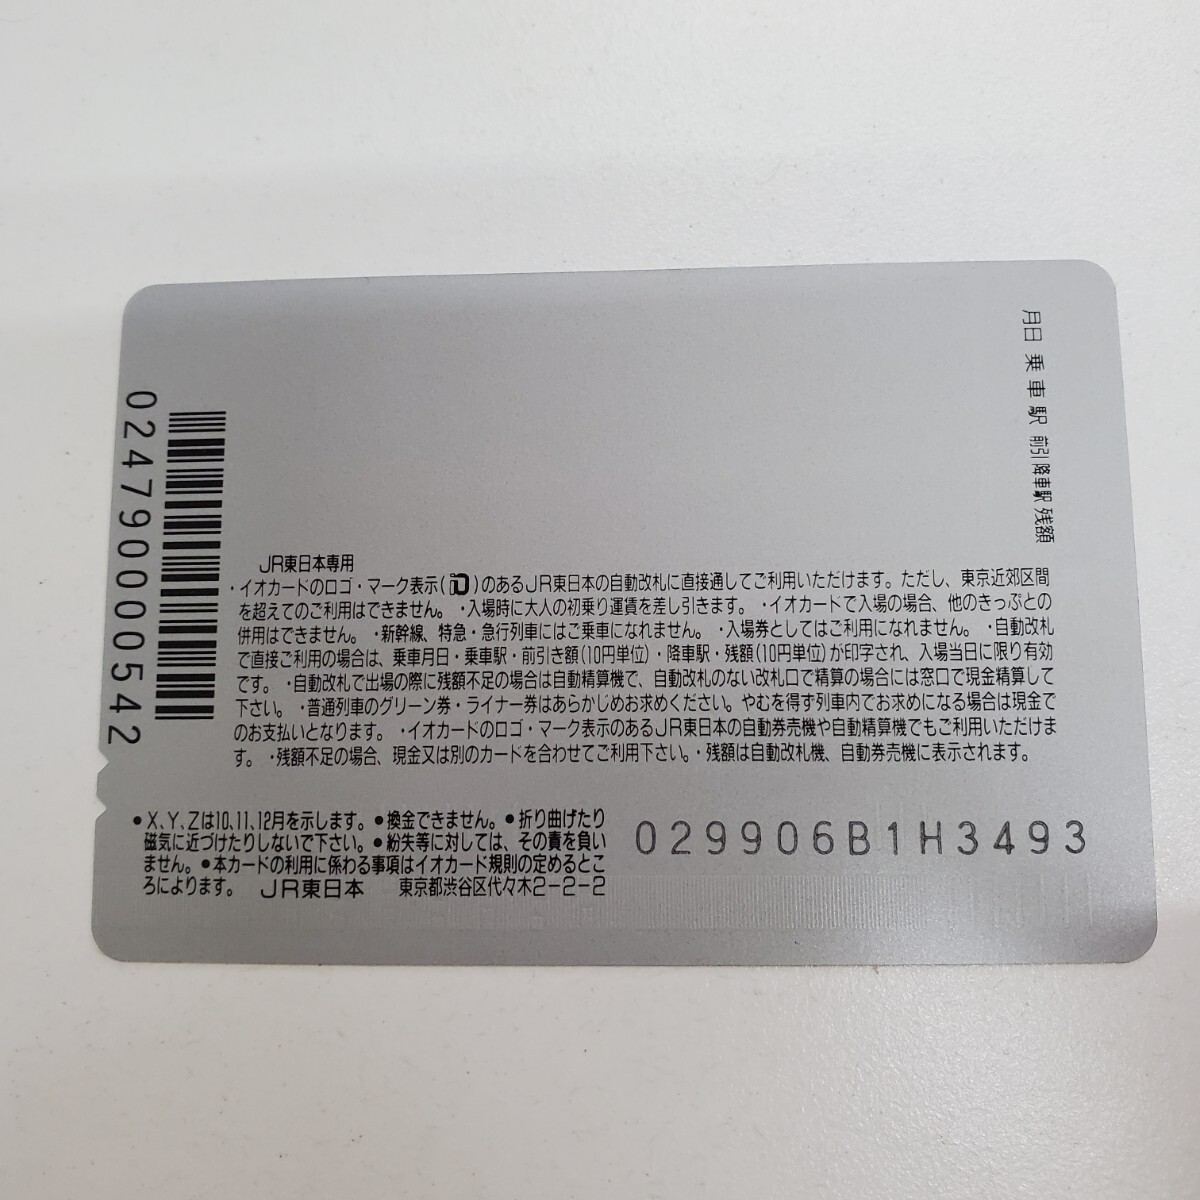 月日 乗車駅 前引 降車駅 残額
0247900000542
JR東日本専用
・イオカードのロゴ・マーク表示(iO)のあるJR東日本の自動改札に直接通してご利用いただけます。ただし、東京近郊区間
を超えてのご利用はできません。・入場時に大人の初乗り運賃を差し引きます。・イオカードで入場の場合、他のきっぷとの
併用はできません。・新幹線、特急・急行列車にはご乗車になれません。・入場券としてはご利用になれません。・自動改札
で直接ご利用の場合は、乗車月日・乗車駅・前引き額(10円単位)・降車駅・残額(10円単位)が印字され、入場当日に限り有効
です。・自動改札で出場の際に残額不足の場合は自動精算機で、自動改札のない改札口で精算の場合には窓口で現金精算して
下さい。・普通列車のグリーン券・ライナー券はあらかじめお求めください。やむを得ず列車内でお求めになる場合は現金で
のお支払いとなります。・イオカードのロゴ・マーク表示のあるJR東日本の自動券売機や自動精算機でもご利用いただけま
す。・残額不足の場合、現金又は別のカードを合わせてご利用下さい。・残額は自動改札機、自動券売機に表示されます。
●X、Y、Zは10、11、12月を示します。●換金できません。●折り曲げたり
磁気に近づけたりしないで下さい。●紛失等に対しては、その責を負い
ません。●本カードの利用に係わる事項はイオカード規則の定めるとこ
ろによります。 JR東日本 東京都渋谷区代々木2-2-2
029906B1H3493